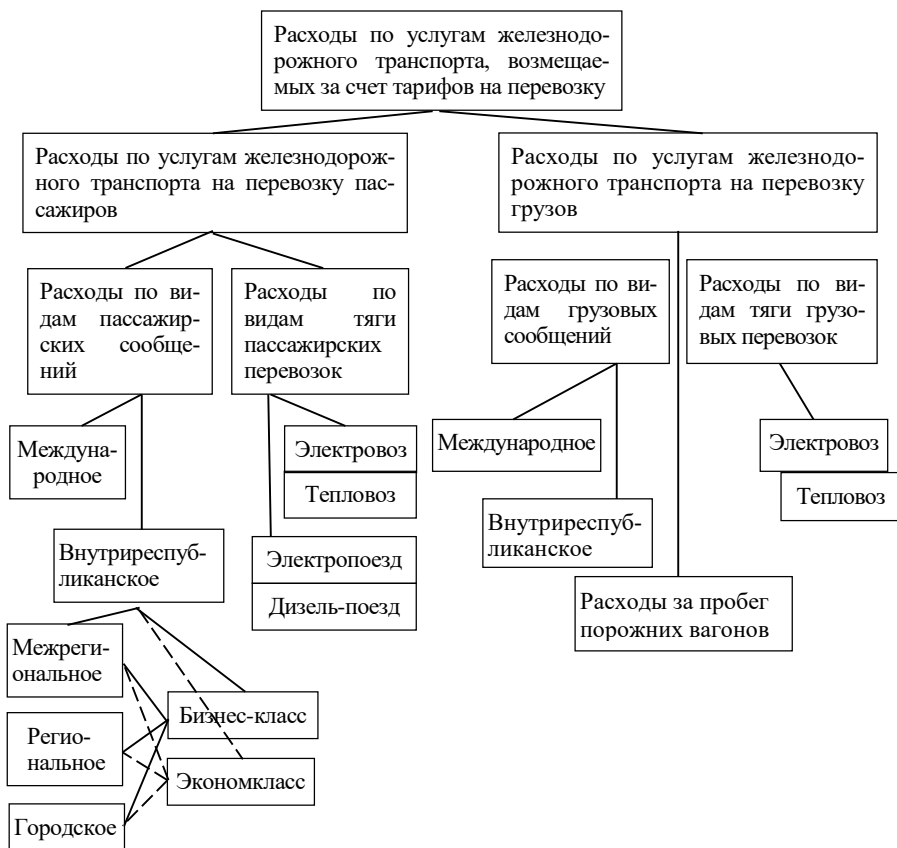 Расходы по услугам железнодо-
рожного транспорта, возмещае-
мых за счет тарифов на перевозку
Расходы по услугам железнодорож-
ного транспорта на перевозку пас-
сажиров
Расходы по услугам железнодо-
рожного транспорта на перевозку
грузов
Расходы по ви-
дам пассажир-
ских сообще-
ний
Расходы по
видам тяги
пассажирских
перевозок
Расходы по ви-
дам грузовых
сообщений
Расходы по ви-
дам тяги грузо-
вых перевозок
Междуна-
родное
Электровоз
Тепловоз
Международное
Электровоз
Тепловоз
Внутриреспуб-
ликанское
Электропоезд
Дизель-поезд
Внутриреспуб-
ликанское
Расходы за пробег
порожних вагонов
Межреги-
ональное
Бизнес-класс
Регио-
нальное
Экономкласс
Городское